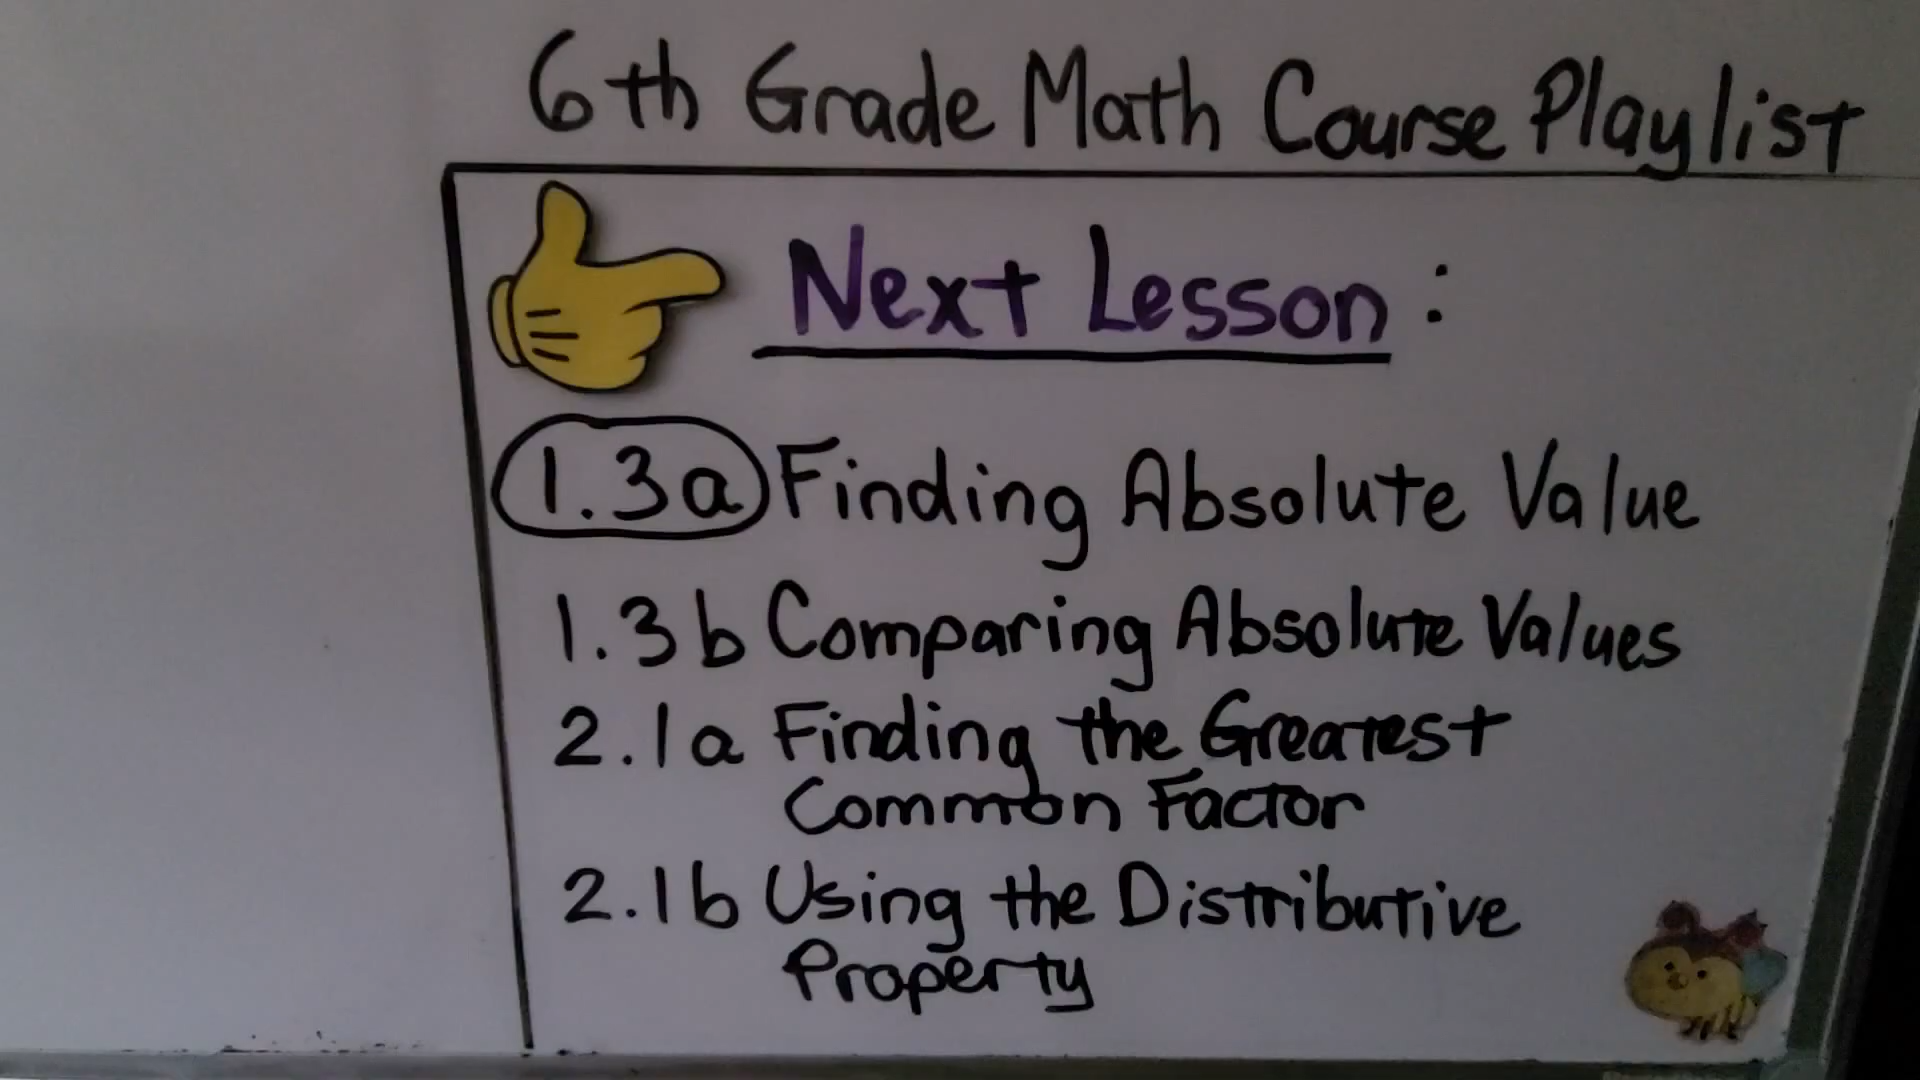 6th Grade Math Course Playlist
Next Lesson:
1.3a Finding Absolute Value
1.3b Comparing Absolute Values
2.1a Finding the Greatest
Common Factor
2.1b Using the Distributive
Property